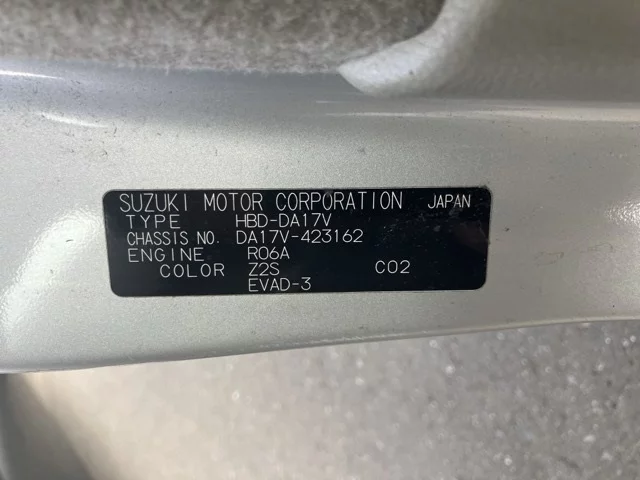 SUZUKI MOTOR CORPORATION JAPAN
TYPE HBD-DA17V
CHASSIS NO. DA17V-423162
ENGINE R06A
COLOR Z2S C02
EVAD-3